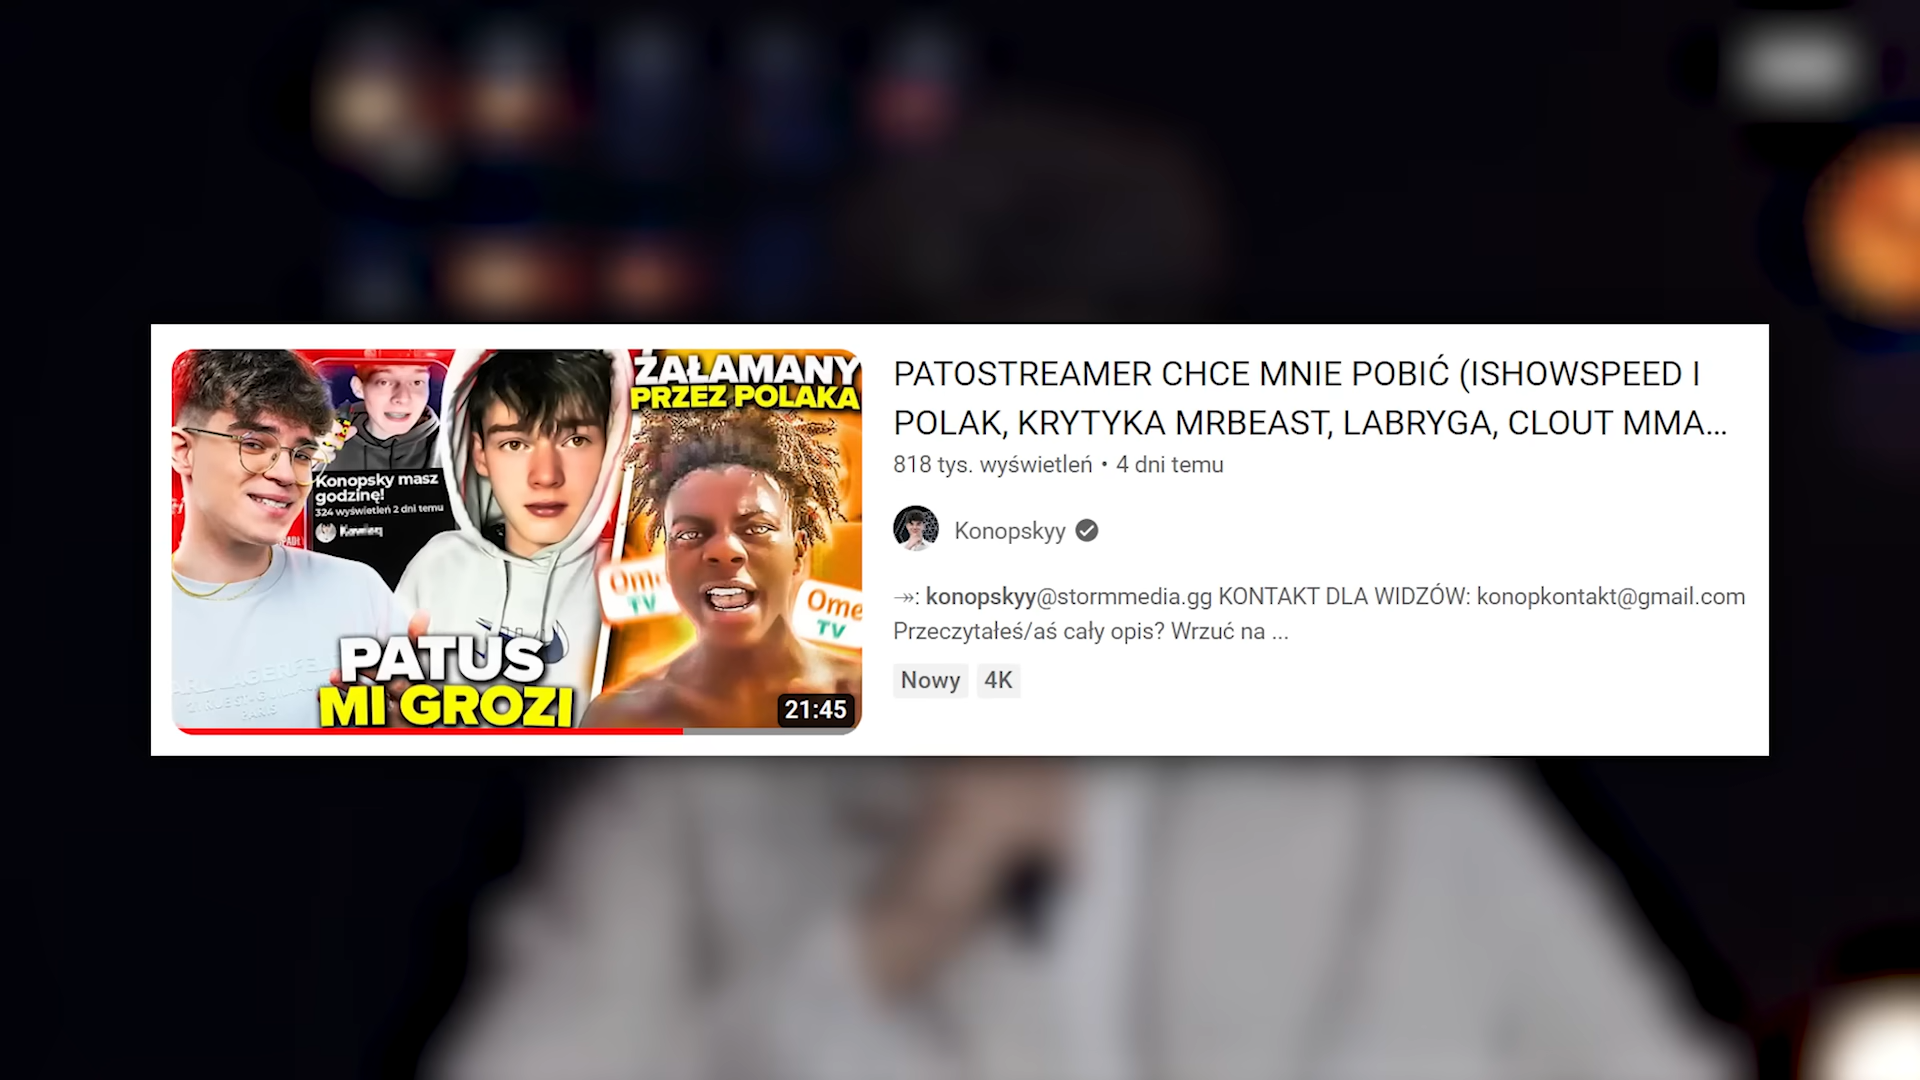 ZAŁAMANY
PRZEZ POLAKA
Konopsky masz
godzinę!
324 wyświetleń 2 dni temu
Ome
TV
Ome
TV
PATUS
MI GROZI
21:45
PATOSTREAMER CHCE MNIE POBIĆ (ISHOWSPEED I
POLAK, KRYTYKA MRBEAST, LABRYGA, CLOUT MMA...
818 tys. wyświetleń • 4 dni temu
Konopskyy
↠: konopskyy@stormmedia.gg KONTAKT DLA WIDZÓW: konopkontakt@gmail.com
Przeczytałeś/aś cały opis? Wrzuć na ...
Nowy 4K